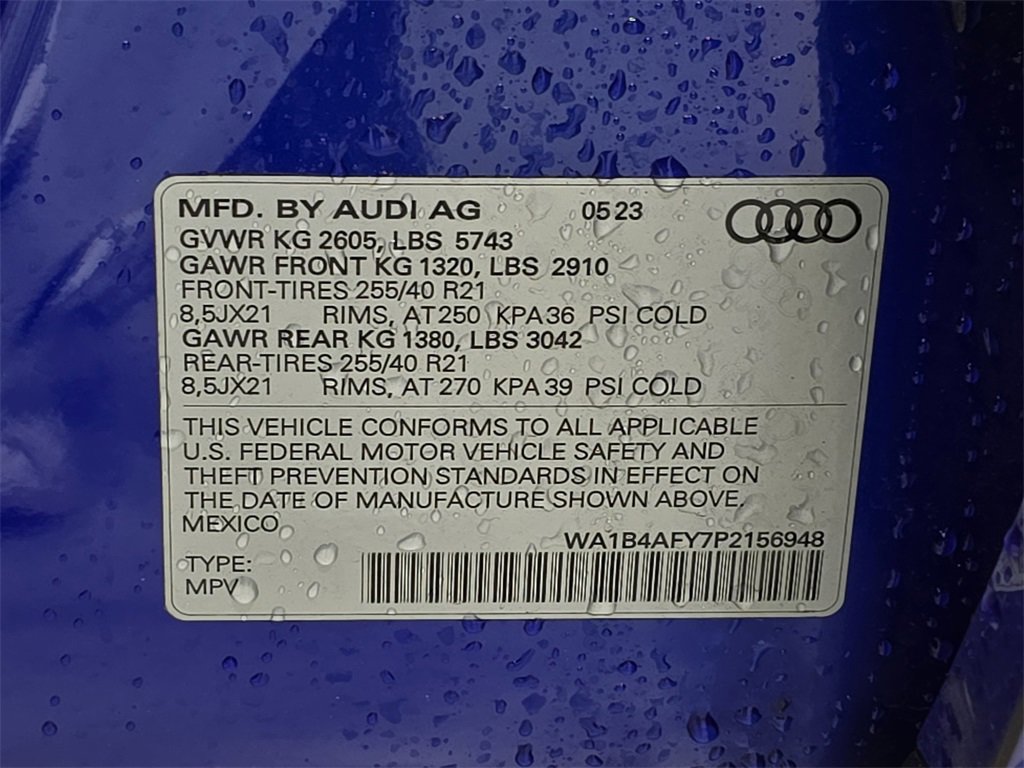 MFD. BY AUDI AG 0523
GVWR KG 2605, LBS 5743
GAWR FRONT KG 1320, LBS 2910
FRONT-TIRES 255/40 R21
8,5JX21 RIMS, AT 250 KPA 36 PSI COLD
GAWR REAR KG 1380, LBS 3042
REAR-TIRES 255/40 R21
8,5JX21 RIMS, AT 270 KPA 39 PSI COLD
THIS VEHICLE CONFORMS TO ALL APPLICABLE
U.S. FEDERAL MOTOR VEHICLE SAFETY AND
THEFT PREVENTION STANDARDS IN EFFECT ON
THE DATE OF MANUFACTURE SHOWN ABOVE.
MEXICO
WA1B4AFY7P2156948
TYPE:
MPV